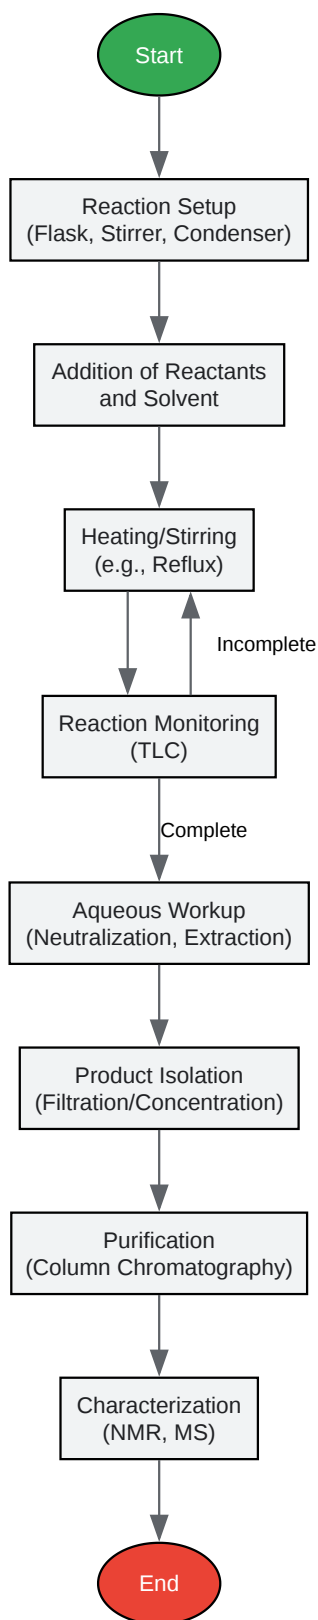 Start
Reaction Setup
(Flask, Stirrer, Condenser)
Addition of Reactants
and Solvent
Heating/Stirring
(e.g., Reflux)
Incomplete
Reaction Monitoring
(TLC)
Complete
Aqueous Workup
(Neutralization, Extraction)
Product Isolation
(Filtration/Concentration)
Purification
(Column Chromatography)
Characterization
(NMR, MS)
End